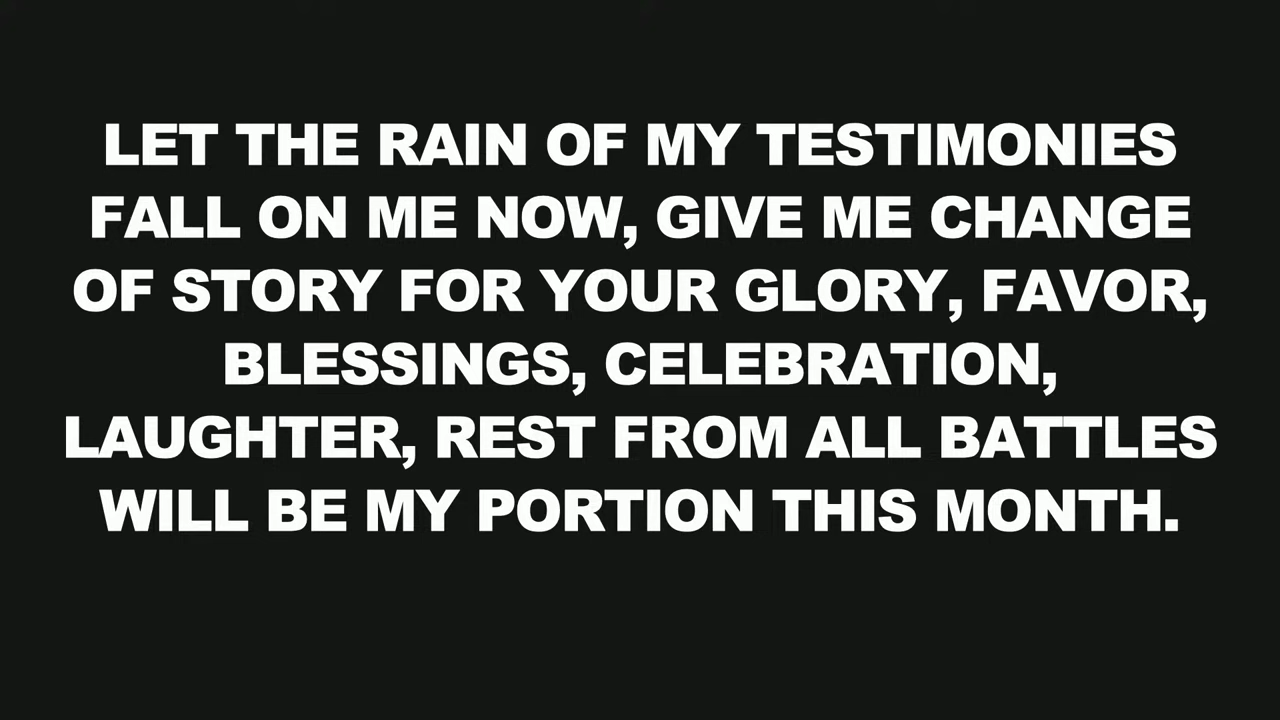 LET THE RAIN OF MY TESTIMONIES
FALL ON ME NOW, GIVE ME CHANGE
OF STORY FOR YOUR GLORY, FAVOR,
BLESSINGS, CELEBRATION,
LAUGHTER, REST FROM ALL BATTLES
WILL BE MY PORTION THIS MONTH.